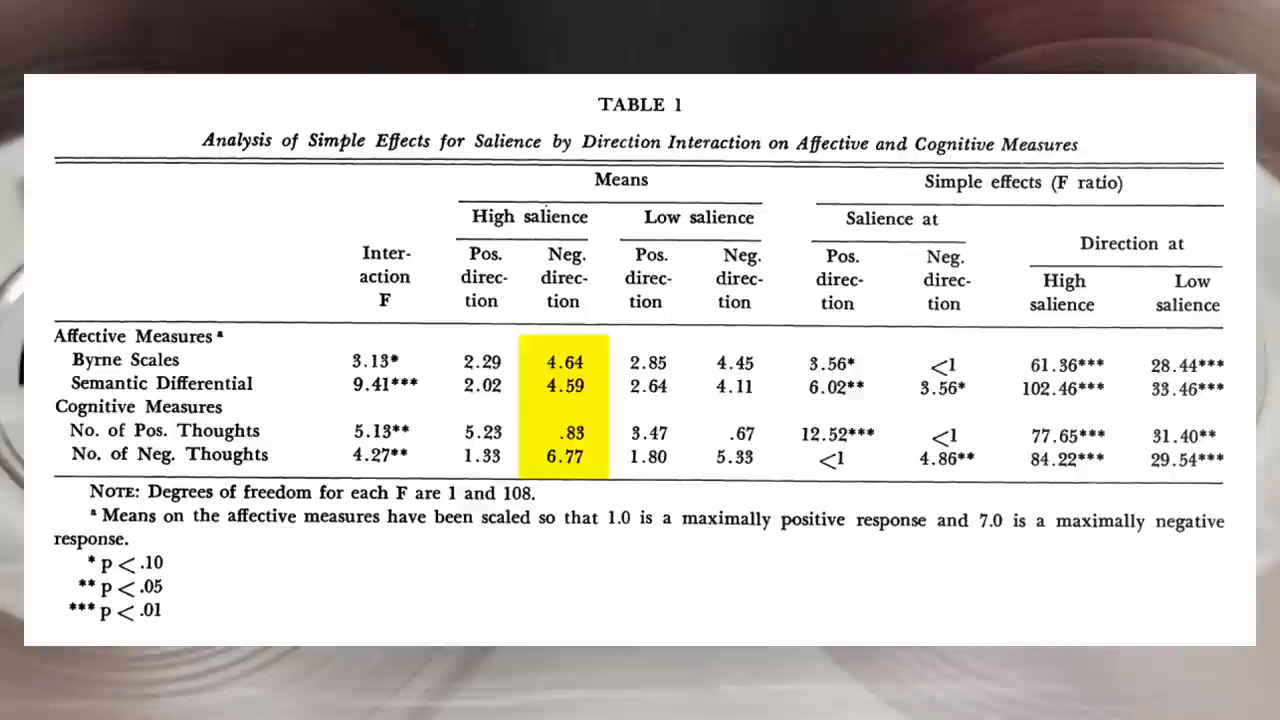 TABLE 1
Analysis of Simple Effects for Salience by Direction Interaction on Affective and Cognitive Measures
Means Simple effects (F ratio)
High salience Low salience Salience at
Direction at
Inter- Pos. Neg. Pos. Neg. Pos. Neg.
action direc- direc- direc- direc- direc- direc- High Low
F tion tion tion tion tion tion salience salience
Affective Measures ª
Byrne Scales 3.13* 2.29 4.64 2.85 4.45 3.56* <1 61.36*** 28.44***
Semantic Differential 9.41*** 2.02 4.59 2.64 4.11 6.02** 3.56* 102.46*** 33.46***
Cognitive Measures
No. of Pos. Thoughts 5.13** 5.23 .83 3.47 .67 12.52*** <1 77.65*** 31.40**
No. of Neg. Thoughts 4.27** 1.33 6.77 1.80 5.33 <1 4.86** 84.22*** 29.54***
NOTE: Degrees of freedom for each F are 1 and 108.
ª Means on the affective measures have been scaled so that 1.0 is a maximally positive response and 7.0 is a maximally negative
response.
* p < .10
** p < .05
*** p < .01